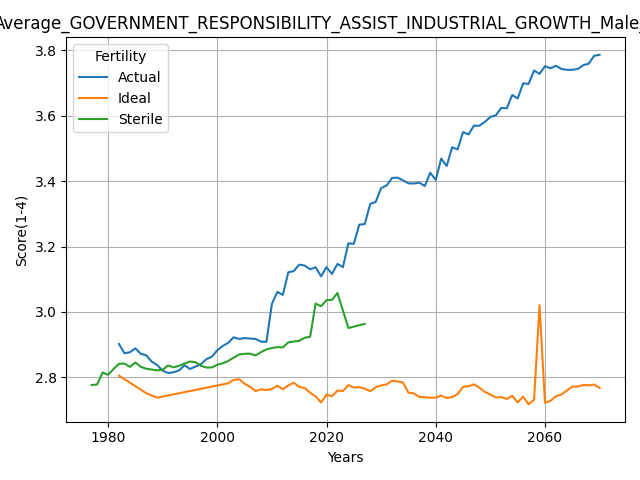 Average_GOVERNMENT_RESPONSIBILITY_ASSIST_INDUSTRIAL_GROWTH_Male_
Fertility
Actual
Ideal
Sterile
Score(1-4)
3.8
3.6
3.4
3.2
3.0
2.8
1980 2000 2020 2040 2060
Years